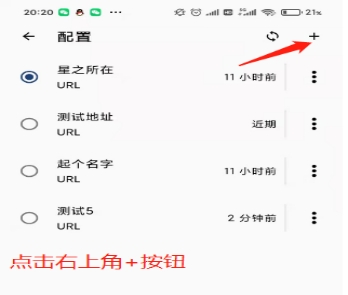 20:20 ... 21%
配置
星之所在
URL
11 小时前
测试地址
URL
近期
起个名字
URL
11 小时前
测试5
URL
2 分钟前
点击右上角+按钮